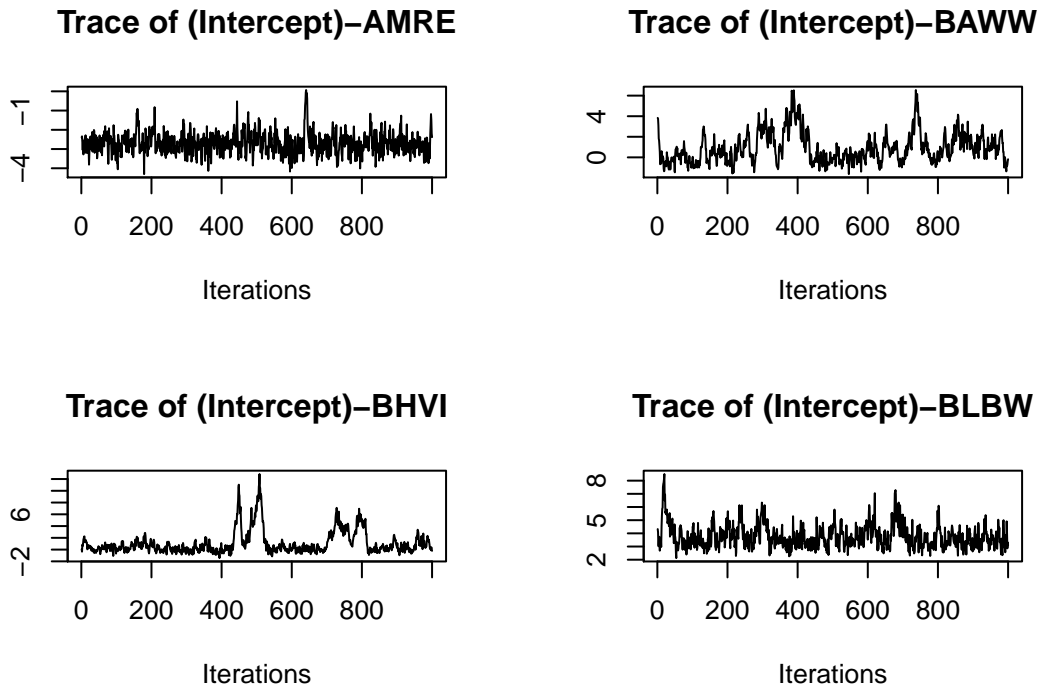 Trace of (Intercept)−AMRE
−1
−4
0 200 400 600 800
Iterations
Trace of (Intercept)−BAWW
4
0
0 200 400 600 800
Iterations
Trace of (Intercept)−BHVI
6
−2
0 200 400 600 800
Iterations
Trace of (Intercept)−BLBW
8
5
2
0 200 400 600 800
Iterations